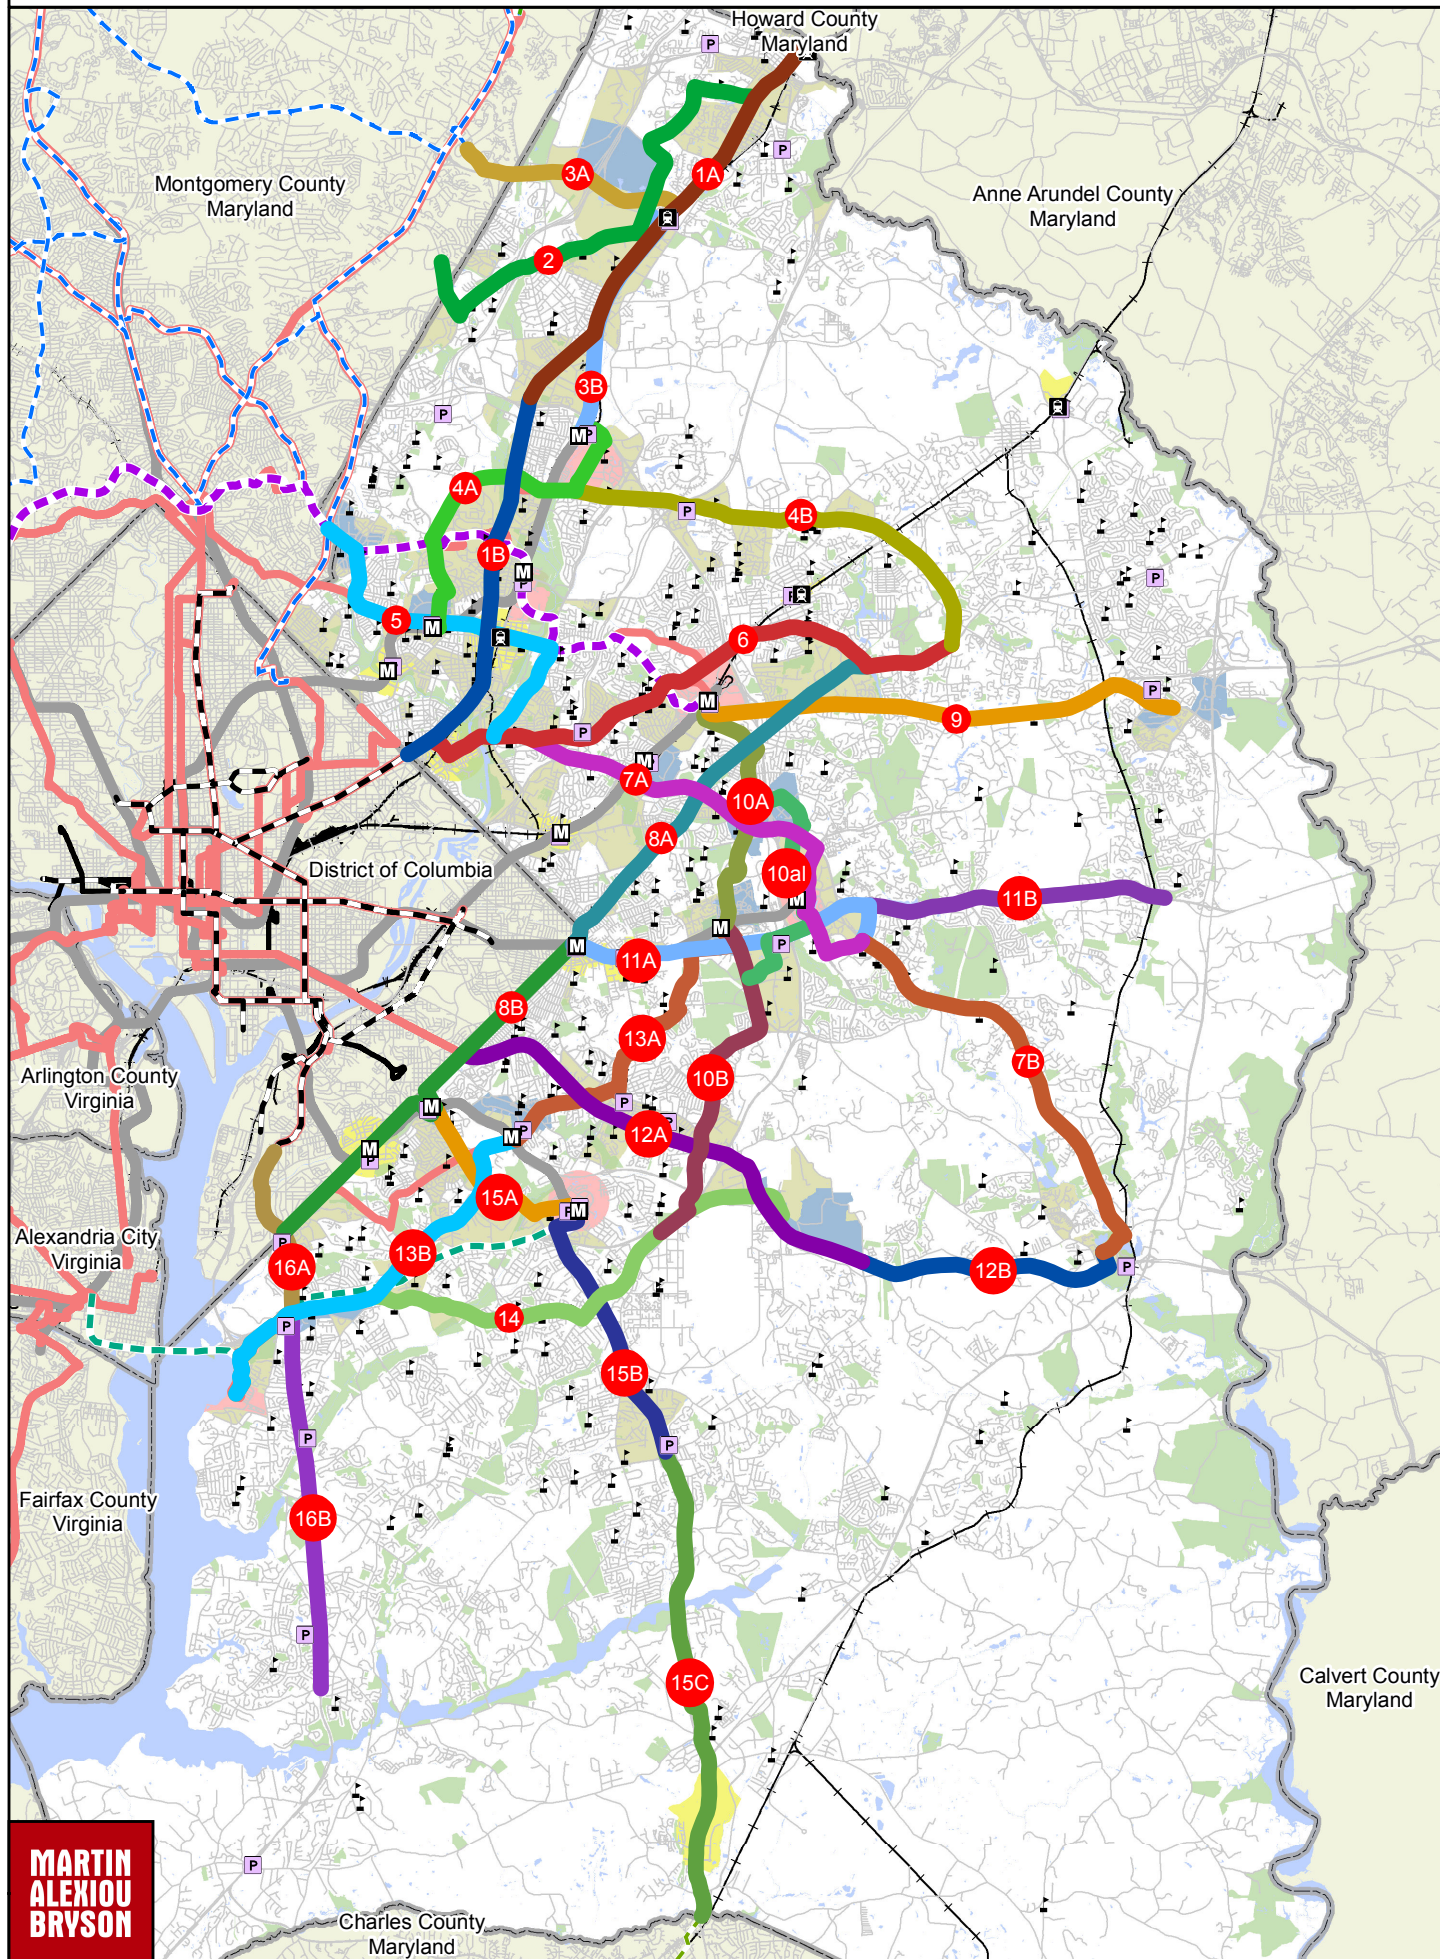 Howard County
Maryland
P
P
3A
1A
Montgomery County
Maryland
Anne Arundel County
Maryland
2
3B
P
M
P
4A
P
4B
1B
M
P
P
P
5
M
6
M
P
M
P
9
P
M
P
7A
10A
M
8A
District of Columbia
10al
M
11B
M
M
P
11A
8B
13A
7B
Arlington County
Virginia
10B
M
P
P
12A
M
P
M
P
15A
P
M
Alexandria City
Virginia
P
13B
16A
12B
P
14
P
15B
P
P
Fairfax County
Virginia
16B
P
15C
Calvert County
Maryland
MARTIN
ALEXIOU
BRYSON
P
Charles County
Maryland